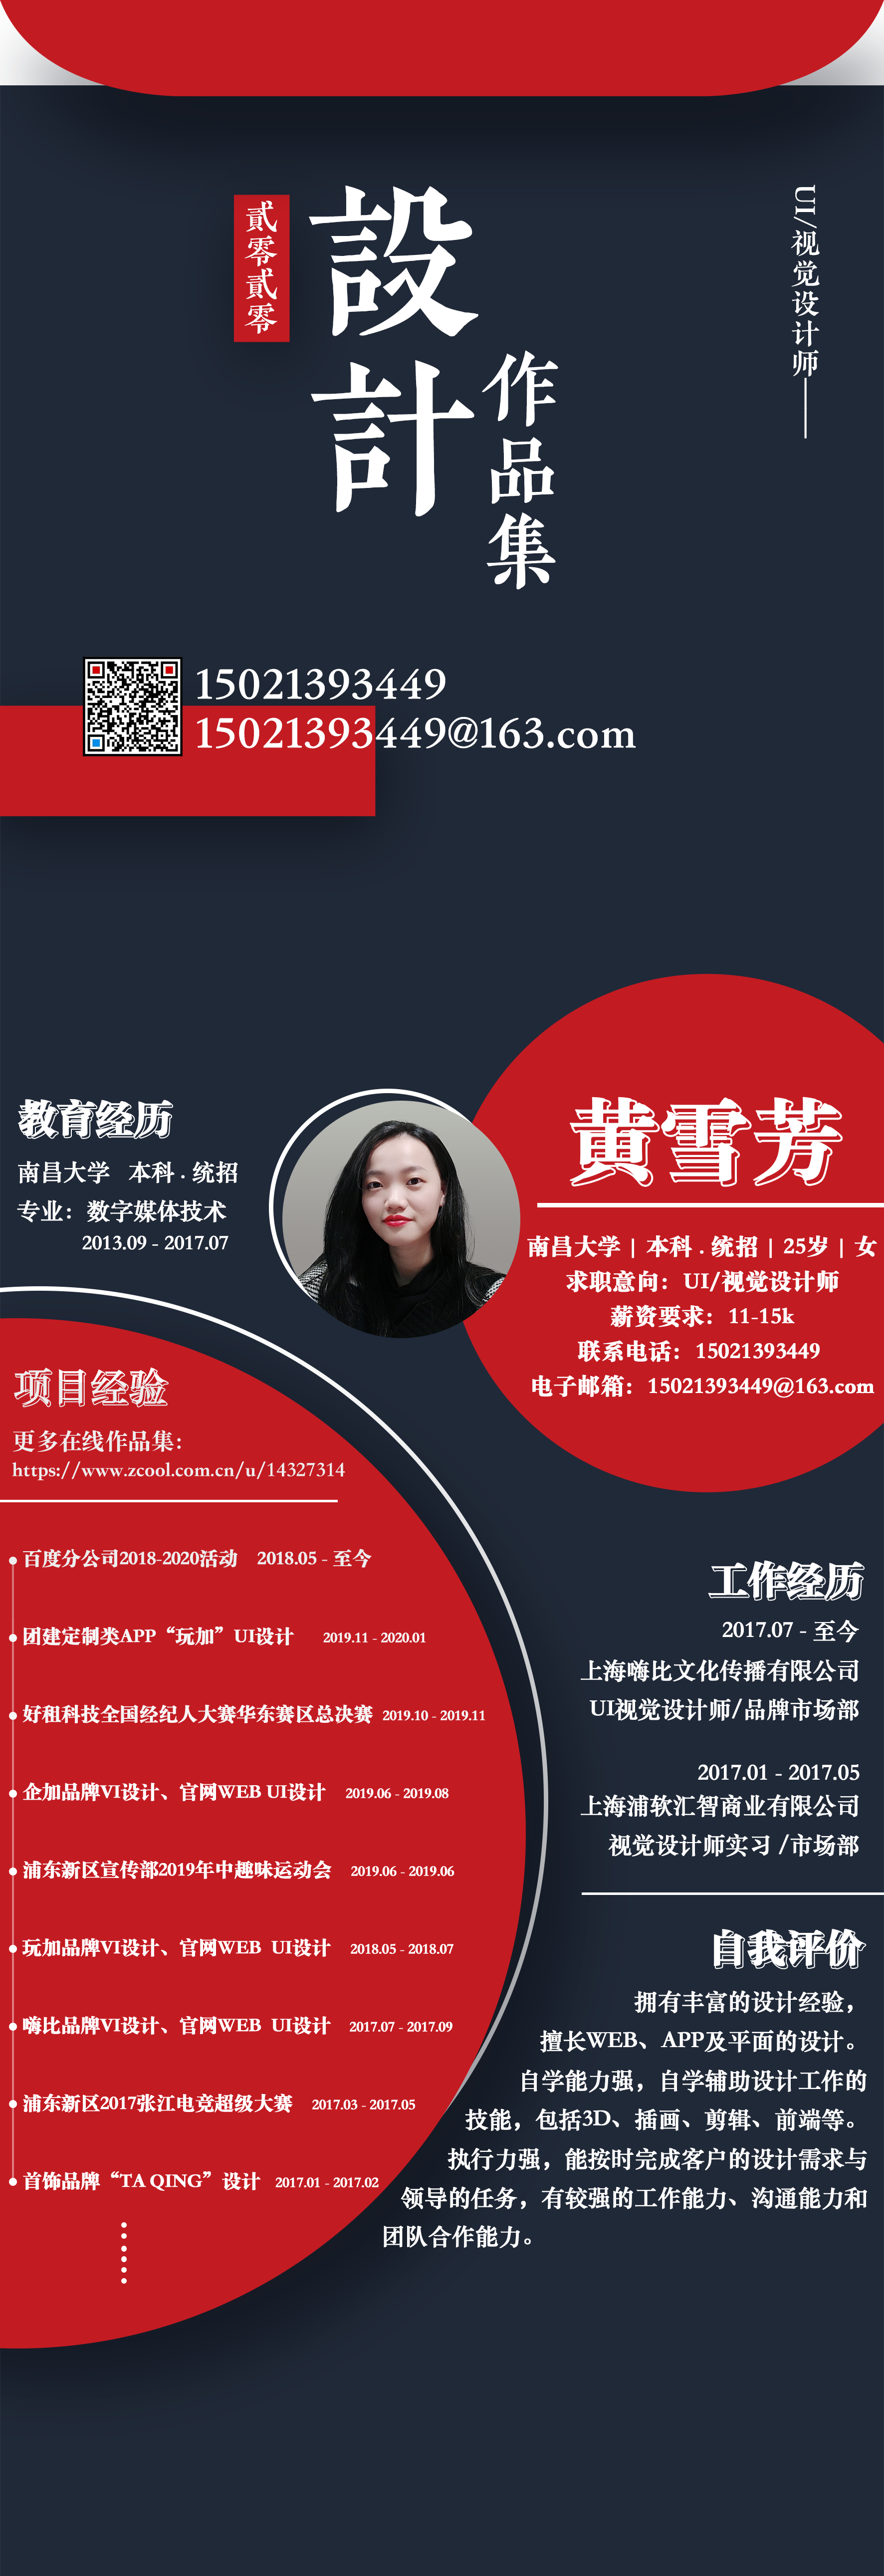 貳零貳零
設計
作品集
UI/视觉设计师
15021393449
15021393449@163.com
黄雪芳
南昌大学 | 本科 . 统招 | 25岁 | 女
求职意向：UI/视觉设计师
薪资要求：11-15k
联系电话：15021393449
电子邮箱：15021393449@163.com
教育经历
南昌大学 本科 . 统招
专业：数字媒体技术
2013.09 - 2017.07
项目经验
更多在线作品集：
https://www.zcool.com.cn/u/14327314
百度分公司2018-2020活动 2018.05 - 至今
团建定制类APP“玩加”UI设计 2019.11 - 2020.01
好租科技全国经纪人大赛华东赛区总决赛 2019.10 - 2019.11
企加品牌VI设计、官网WEB UI设计 2019.06 - 2019.08
浦东新区宣传部2019年中趣味运动会 2019.06 - 2019.06
玩加品牌VI设计、官网WEB UI设计 2018.05 - 2018.07
嗨比品牌VI设计、官网WEB UI设计 2017.07 - 2017.09
浦东新区2017张江电竞超级大赛 2017.03 - 2017.05
首饰品牌“TA QING”设计 2017.01 - 2017.02
工作经历
2017.07 - 至今
上海嗨比文化传播有限公司
UI视觉设计师/品牌市场部
2017.01 - 2017.05
上海浦软汇智商业有限公司
视觉设计师实习 /市场部
自我评价
拥有丰富的设计经验，
擅长WEB、APP及平面的设计。
自学能力强，自学辅助设计工作的
技能，包括3D、插画、剪辑、前端等。
执行力强，能按时完成客户的设计需求与
领导的任务，有较强的工作能力、沟通能力和
团队合作能力。